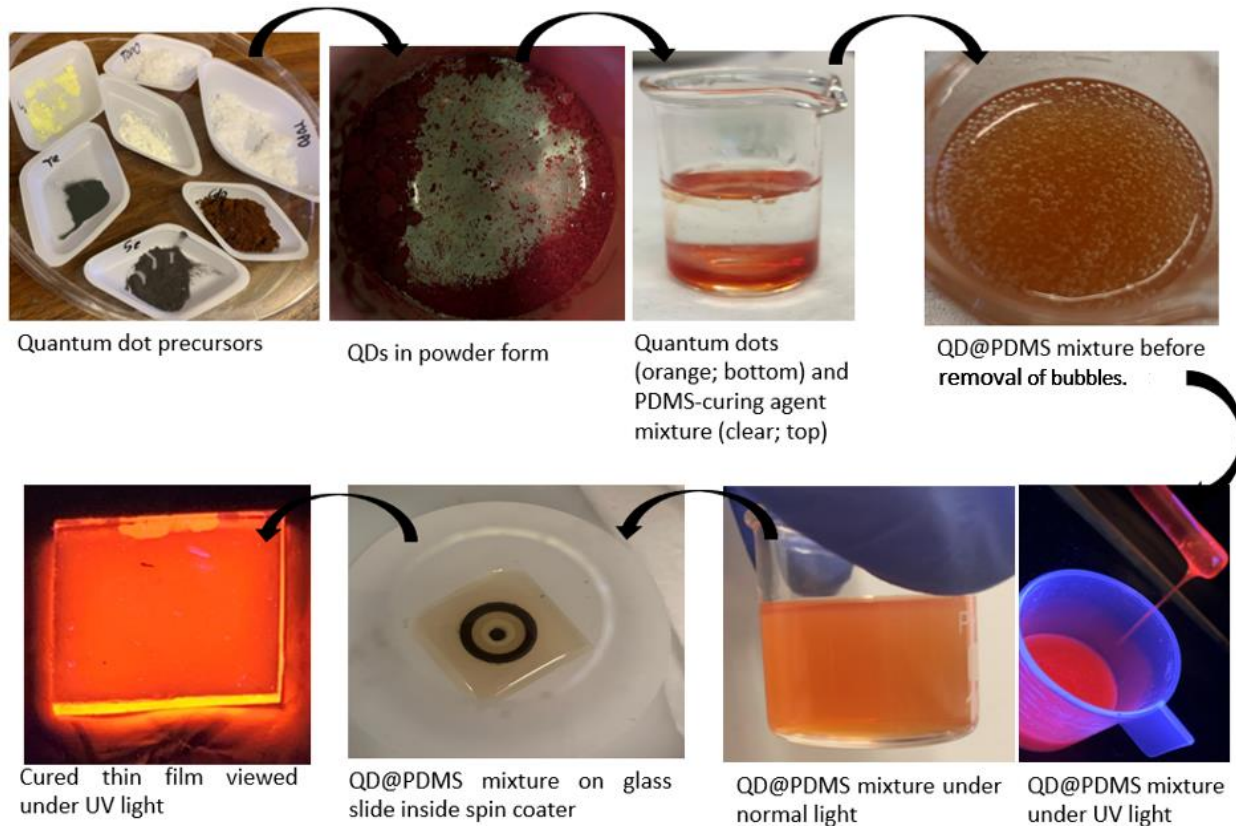 Quantum dot precursors
QDs in powder form
Quantum dots
(orange; bottom) and
PDMS-curing agent
mixture (clear; top)
QD@PDMS mixture before
removal of bubbles.
Cured thin film viewed
under UV light
QD@PDMS mixture on glass
slide inside spin coater
QD@PDMS mixture under
normal light
QD@PDMS mixture
under UV light
S
Te
Se